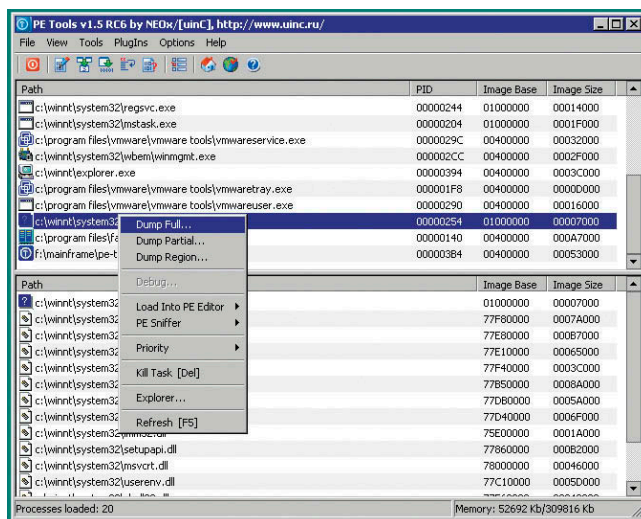 PE Tools v1.5 RC6 by NEOx/[uinC], http://www.uinc.ru/
File View Tools PlugIns Options Help
Path PID Image Base Image Size
c:\winnt\system32\regsvc.exe 00000244 01000000 00014000
c:\winnt\system32\mstask.exe 00000204 01000000 0001F000
c:\program files\vmware\vmware tools\vmwareservice.exe 0000029C 00400000 00032000
c:\winnt\system32\wbem\winmgmt.exe 000002CC 00400000 0002F000
c:\winnt\explorer.exe 00000394 00400000 0003C000
c:\program files\vmware\vmware tools\vmwaretray.exe 000001F8 00400000 0000D000
c:\program files\vmware\vmware tools\vmwareuser.exe 00000290 00400000 00016000
c:\winnt\system32 00000254 01000000 00007000
c:\program files\fa 00000140 00400000 000A7000
f:\mainframe\pe-t 000003B4 00400000 00053000
Dump Full...
Dump Partial...
Dump Region...
Debug...
Load Into PE Editor
PE Sniffer
Priority
Kill Task [Del]
Explorer...
Refresh [F5]
Path Image Base Image Size
c:\winnt\system32 01000000 00007000
c:\winnt\system32 77F80000 0007A000
c:\winnt\system32 77E80000 000B7000
c:\winnt\system32 77E10000 00065000
c:\winnt\system32 77F40000 0003C000
c:\winnt\system32 77B50000 0008A000
c:\winnt\system32 77DB0000 0005A000
c:\winnt\system32 77D40000 0006F000
c:\winnt\system32 75E00000 0001A000
c:\winnt\system32\setupapi.dll 77860000 000B2000
c:\winnt\system32\msvcrt.dll 78000000 00046000
c:\winnt\system32\userenv.dll 77C10000 0005D000
Processes loaded: 20 Memory: 52692 Kb/309816 Kb